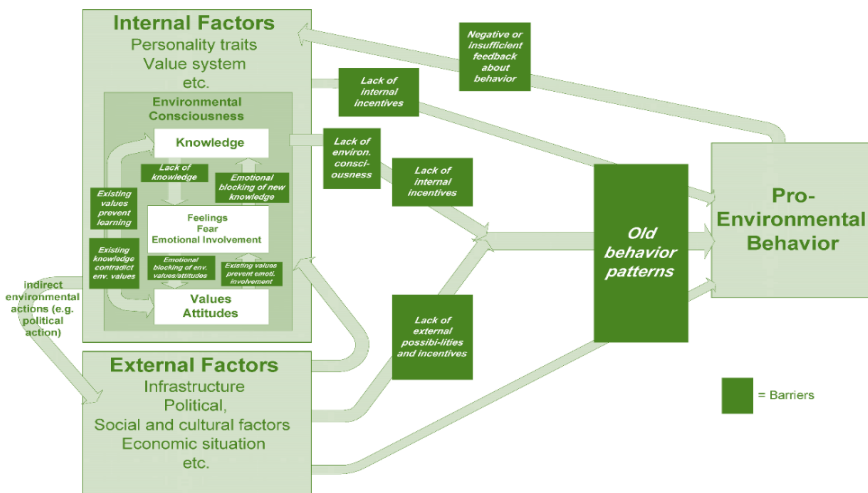 Internal Factors
Personality traits
Value system
etc.
Environmental
Consciousness
Knowledge
Lack of
knowledge
Emotional
blocking of new
knowledge
Existing
values
prevent
learning
Feelings
Fear
Emotional Involvement
Existing
knowledge
contradict
env. values
Emotional
blocking of env.
values/attitudes
Existing values
prevent emoti.
involvement
Values
Attitudes
indirect
environmental
actions (e.g.
political
action)
External Factors
Infrastructure
Political,
Social and cultural factors
Economic situation
etc.
Negative or
insufficient
feedback
about
behavior
Lack of
internal
incentives
Lack of
environ.
consci-
ousness
Lack of
internal
incentives
Lack of
external
possibi-lities
and incentives
Old
behavior
patterns
Pro-
Environmental
Behavior
= Barriers